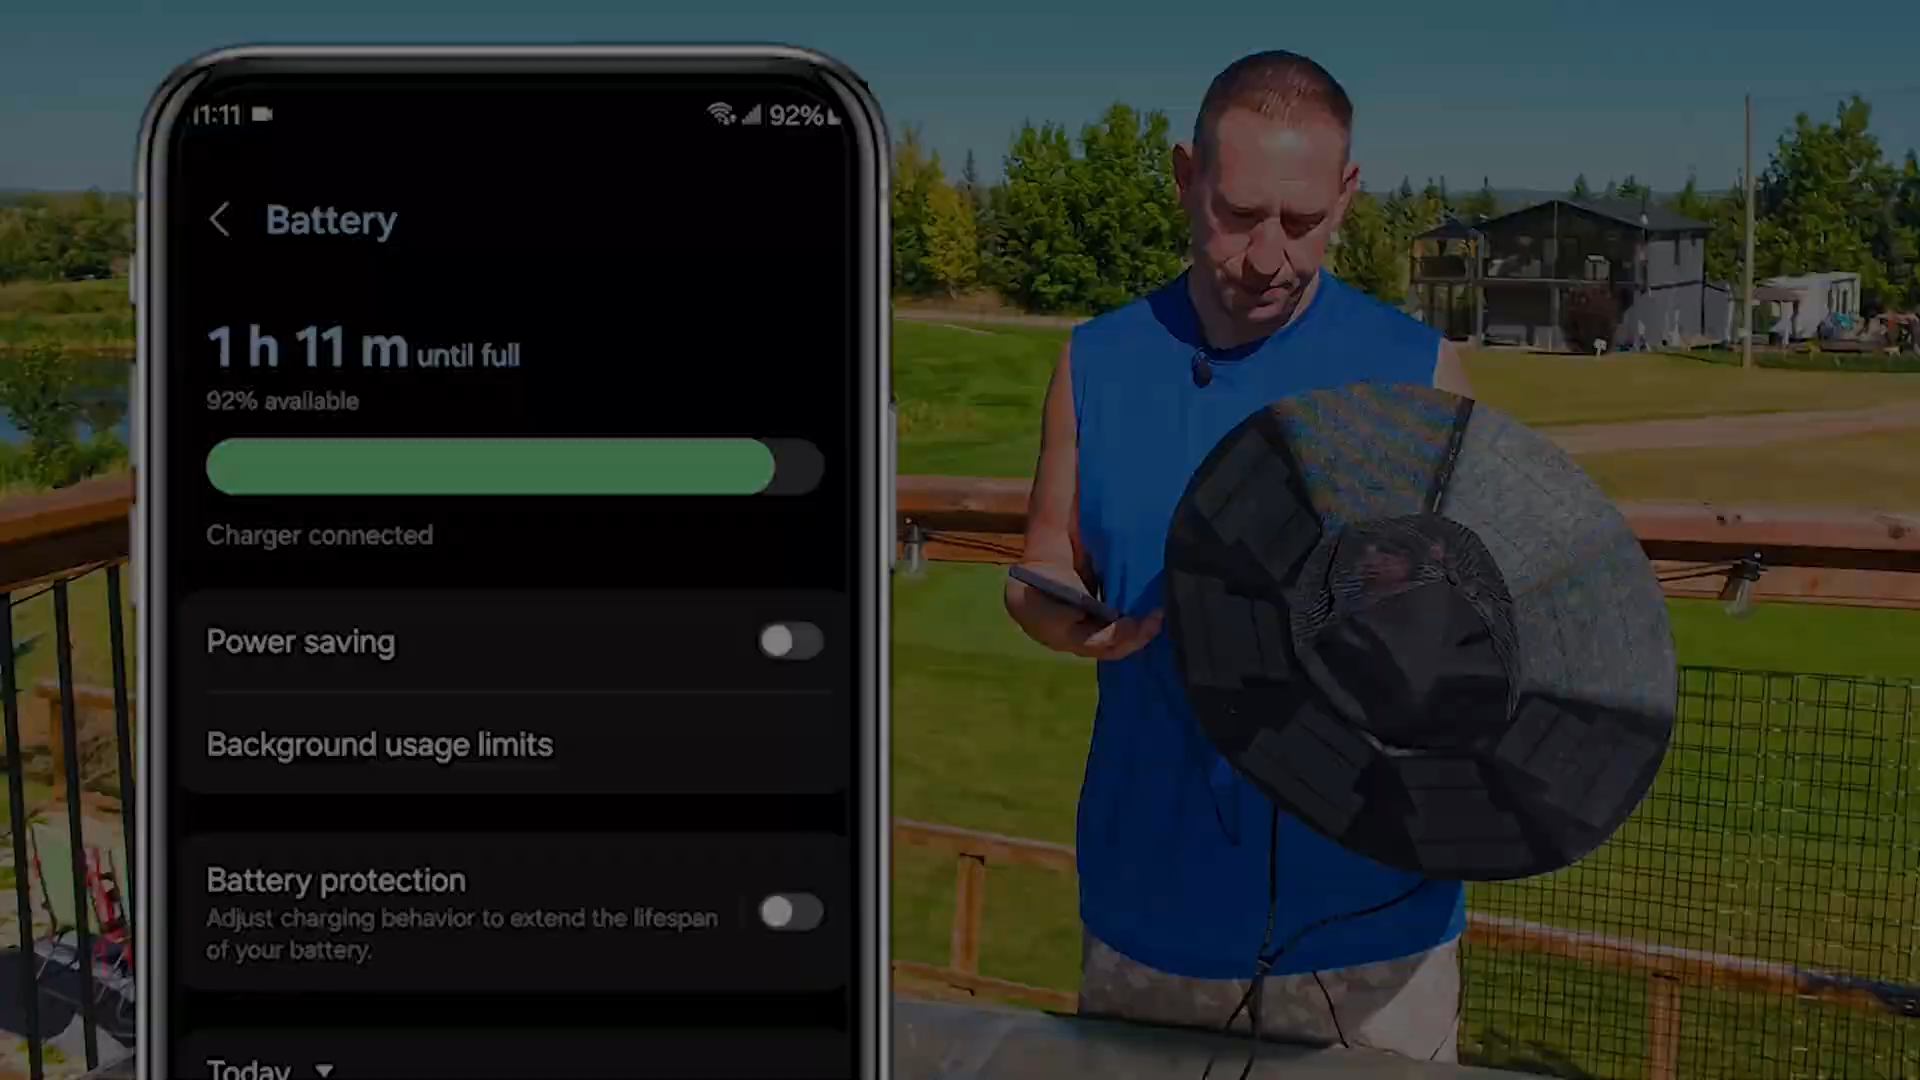 11:11 92%
Battery
1 h 11 m until full
92% available
Charger connected
Power saving
Background usage limits
Battery protection
Adjust charging behavior to extend the lifespan
of your battery.
Today